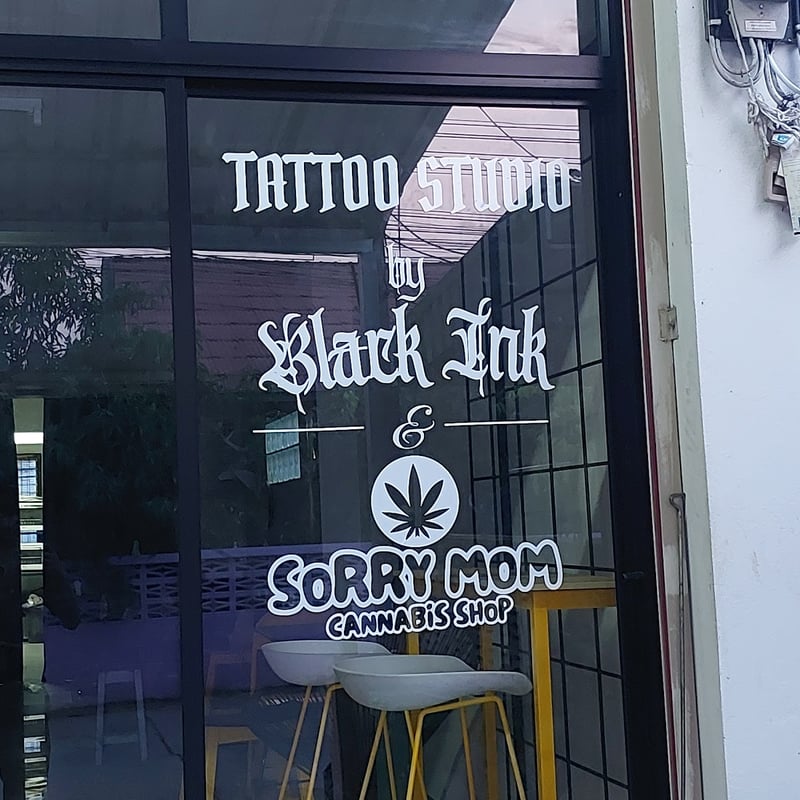 TATTOO STUDIO
by
Black Ink
&
SORRY MOM
CANNABiS SHOP